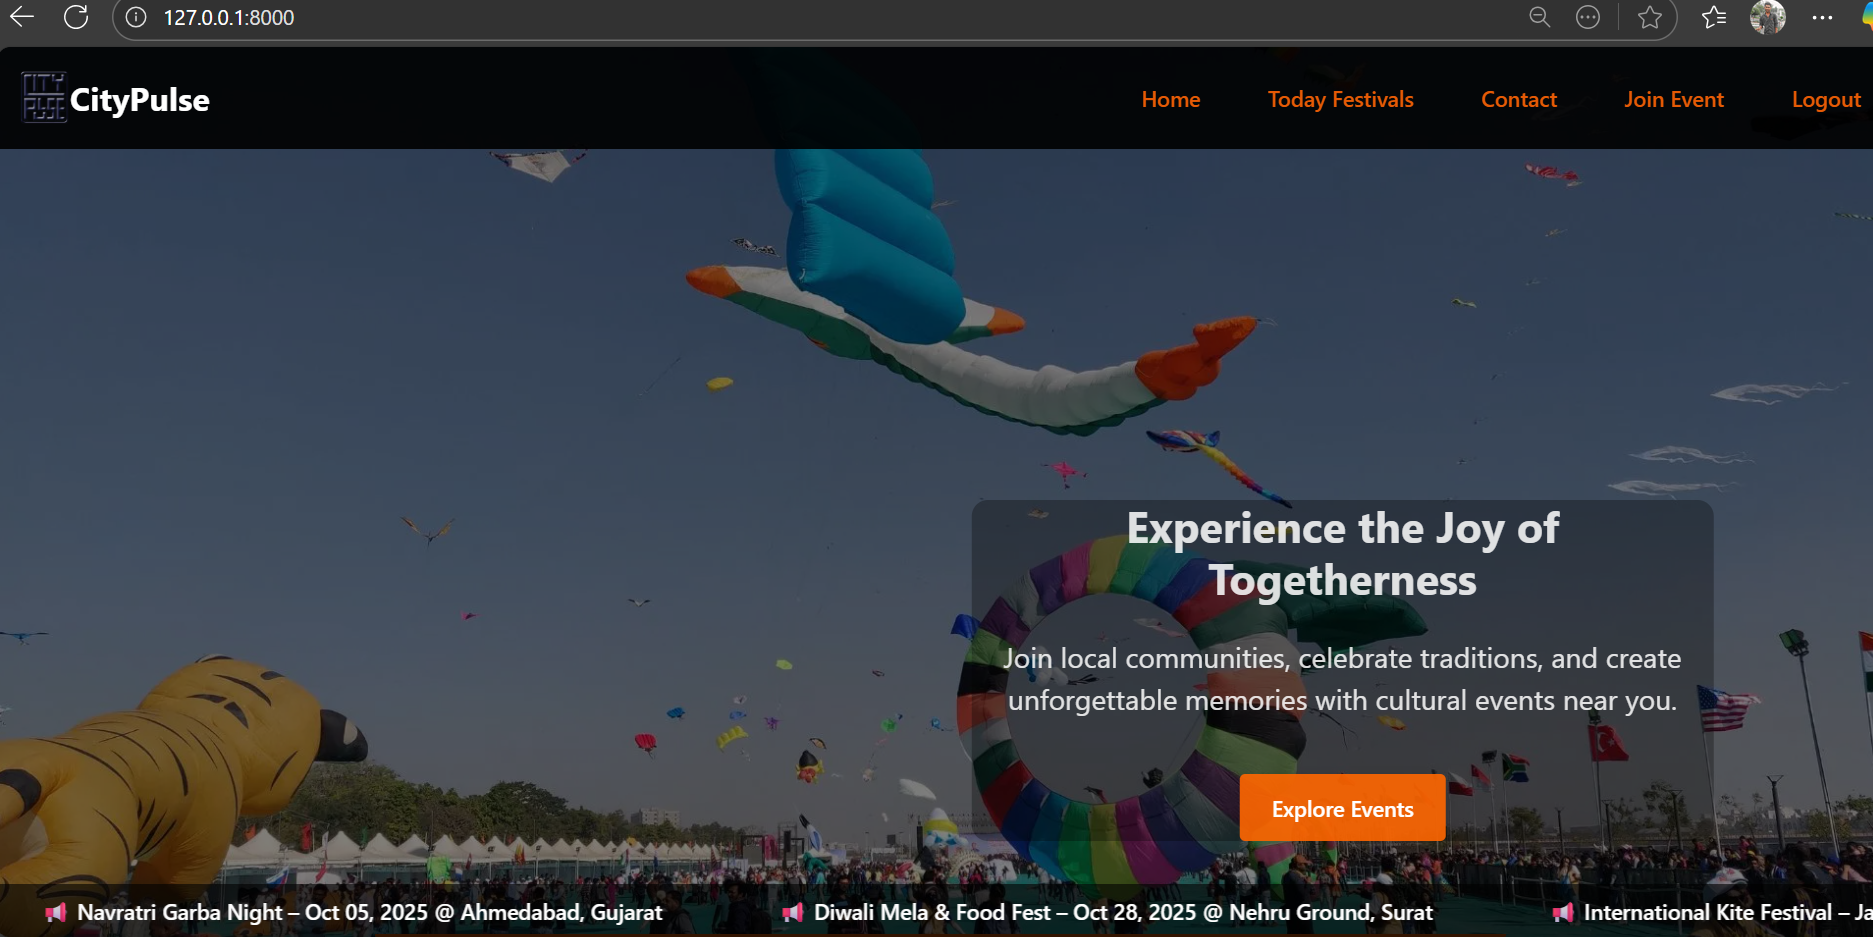 127.0.0.1:8000
CITY
PULSE
CityPulse
Home
Today Festivals
Contact
Join Event
Logout
Experience the Joy of
Togetherness
Join local communities, celebrate traditions, and create
unforgettable memories with cultural events near you.
Explore Events
Navratri Garba Night – Oct 05, 2025 @ Ahmedabad, Gujarat
Diwali Mela & Food Fest – Oct 28, 2025 @ Nehru Ground, Surat
International Kite Festival –